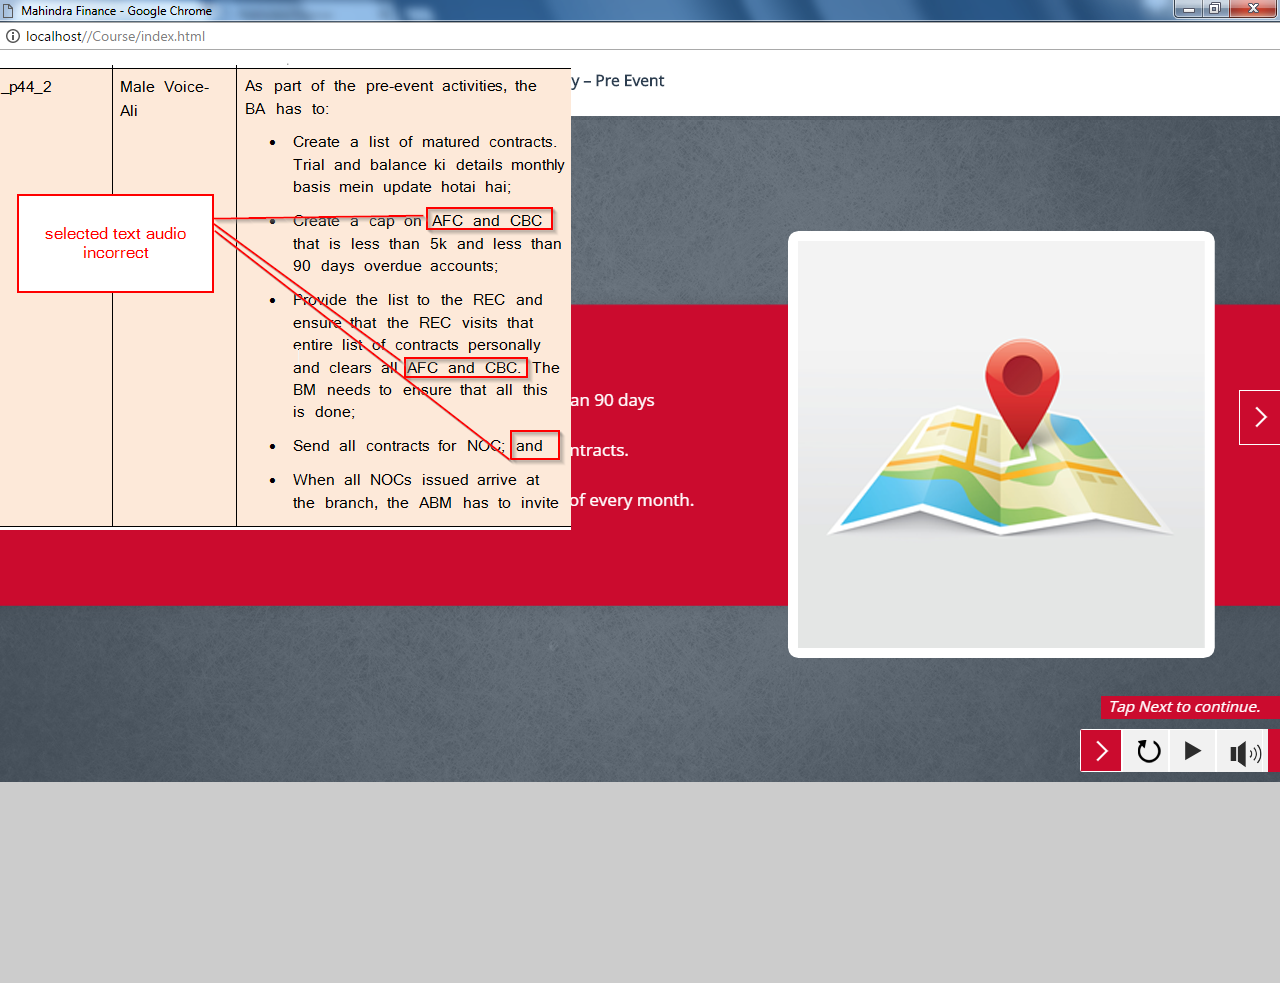 Mahindra Finance - Google Chrome
localhost//Course/index.html
y – Pre Event
_p44_2
Male Voice-
Ali
As part of the pre-event activities, the
BA has to:
• Create a list of matured contracts.
Trial and balance ki details monthly
basis mein update hotai hai;
• Create a cap on AFC and CBC
that is less than 5k and less than
90 days overdue accounts;
• Provide the list to the REC and
ensure that the REC visits that
entire list of contracts personally
and clears all AFC and CBC. The
BM needs to ensure that all this
is done;
• Send all contracts for NOC; and
• When all NOCs issued arrive at
the branch, the ABM has to invite
selected text audio
incorrect
an 90 days
ntracts.
of every month.
Tap Next to continue.